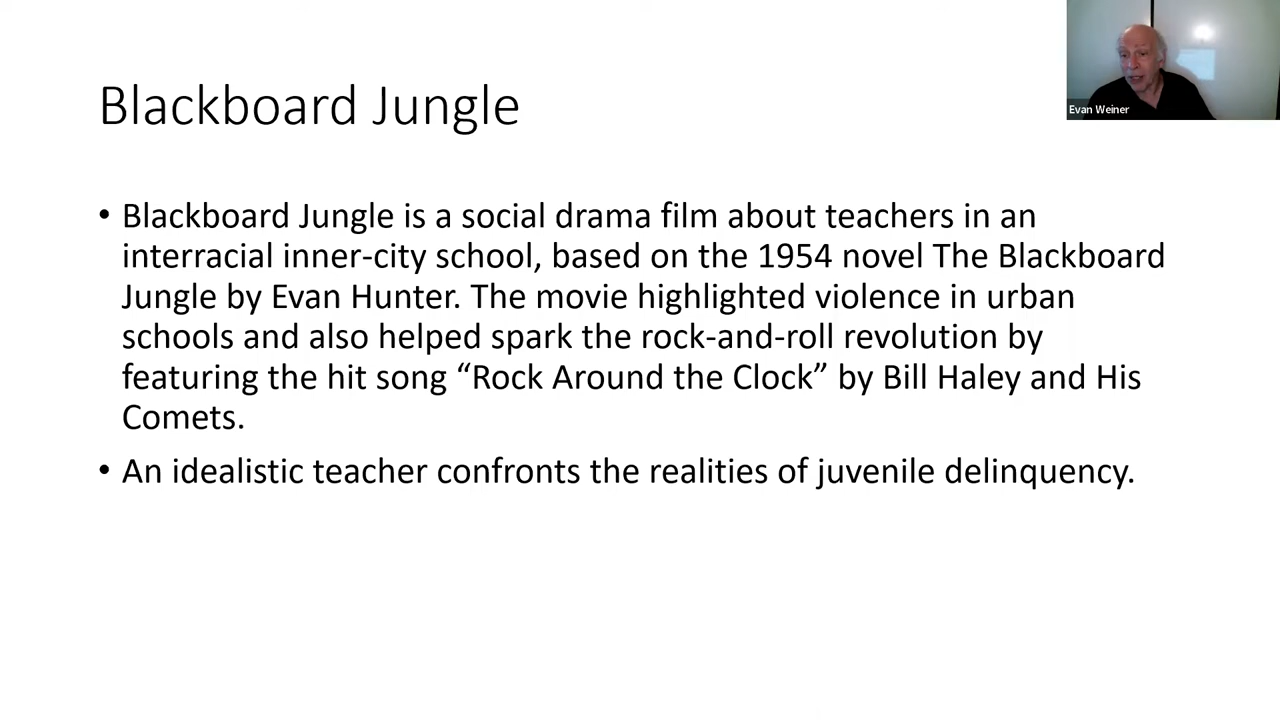 Blackboard Jungle
Evan Weiner
• Blackboard Jungle is a social drama film about teachers in an
interracial inner-city school, based on the 1954 novel The Blackboard
Jungle by Evan Hunter. The movie highlighted violence in urban
schools and also helped spark the rock-and-roll revolution by
featuring the hit song “Rock Around the Clock” by Bill Haley and His
Comets.
• An idealistic teacher confronts the realities of juvenile delinquency.